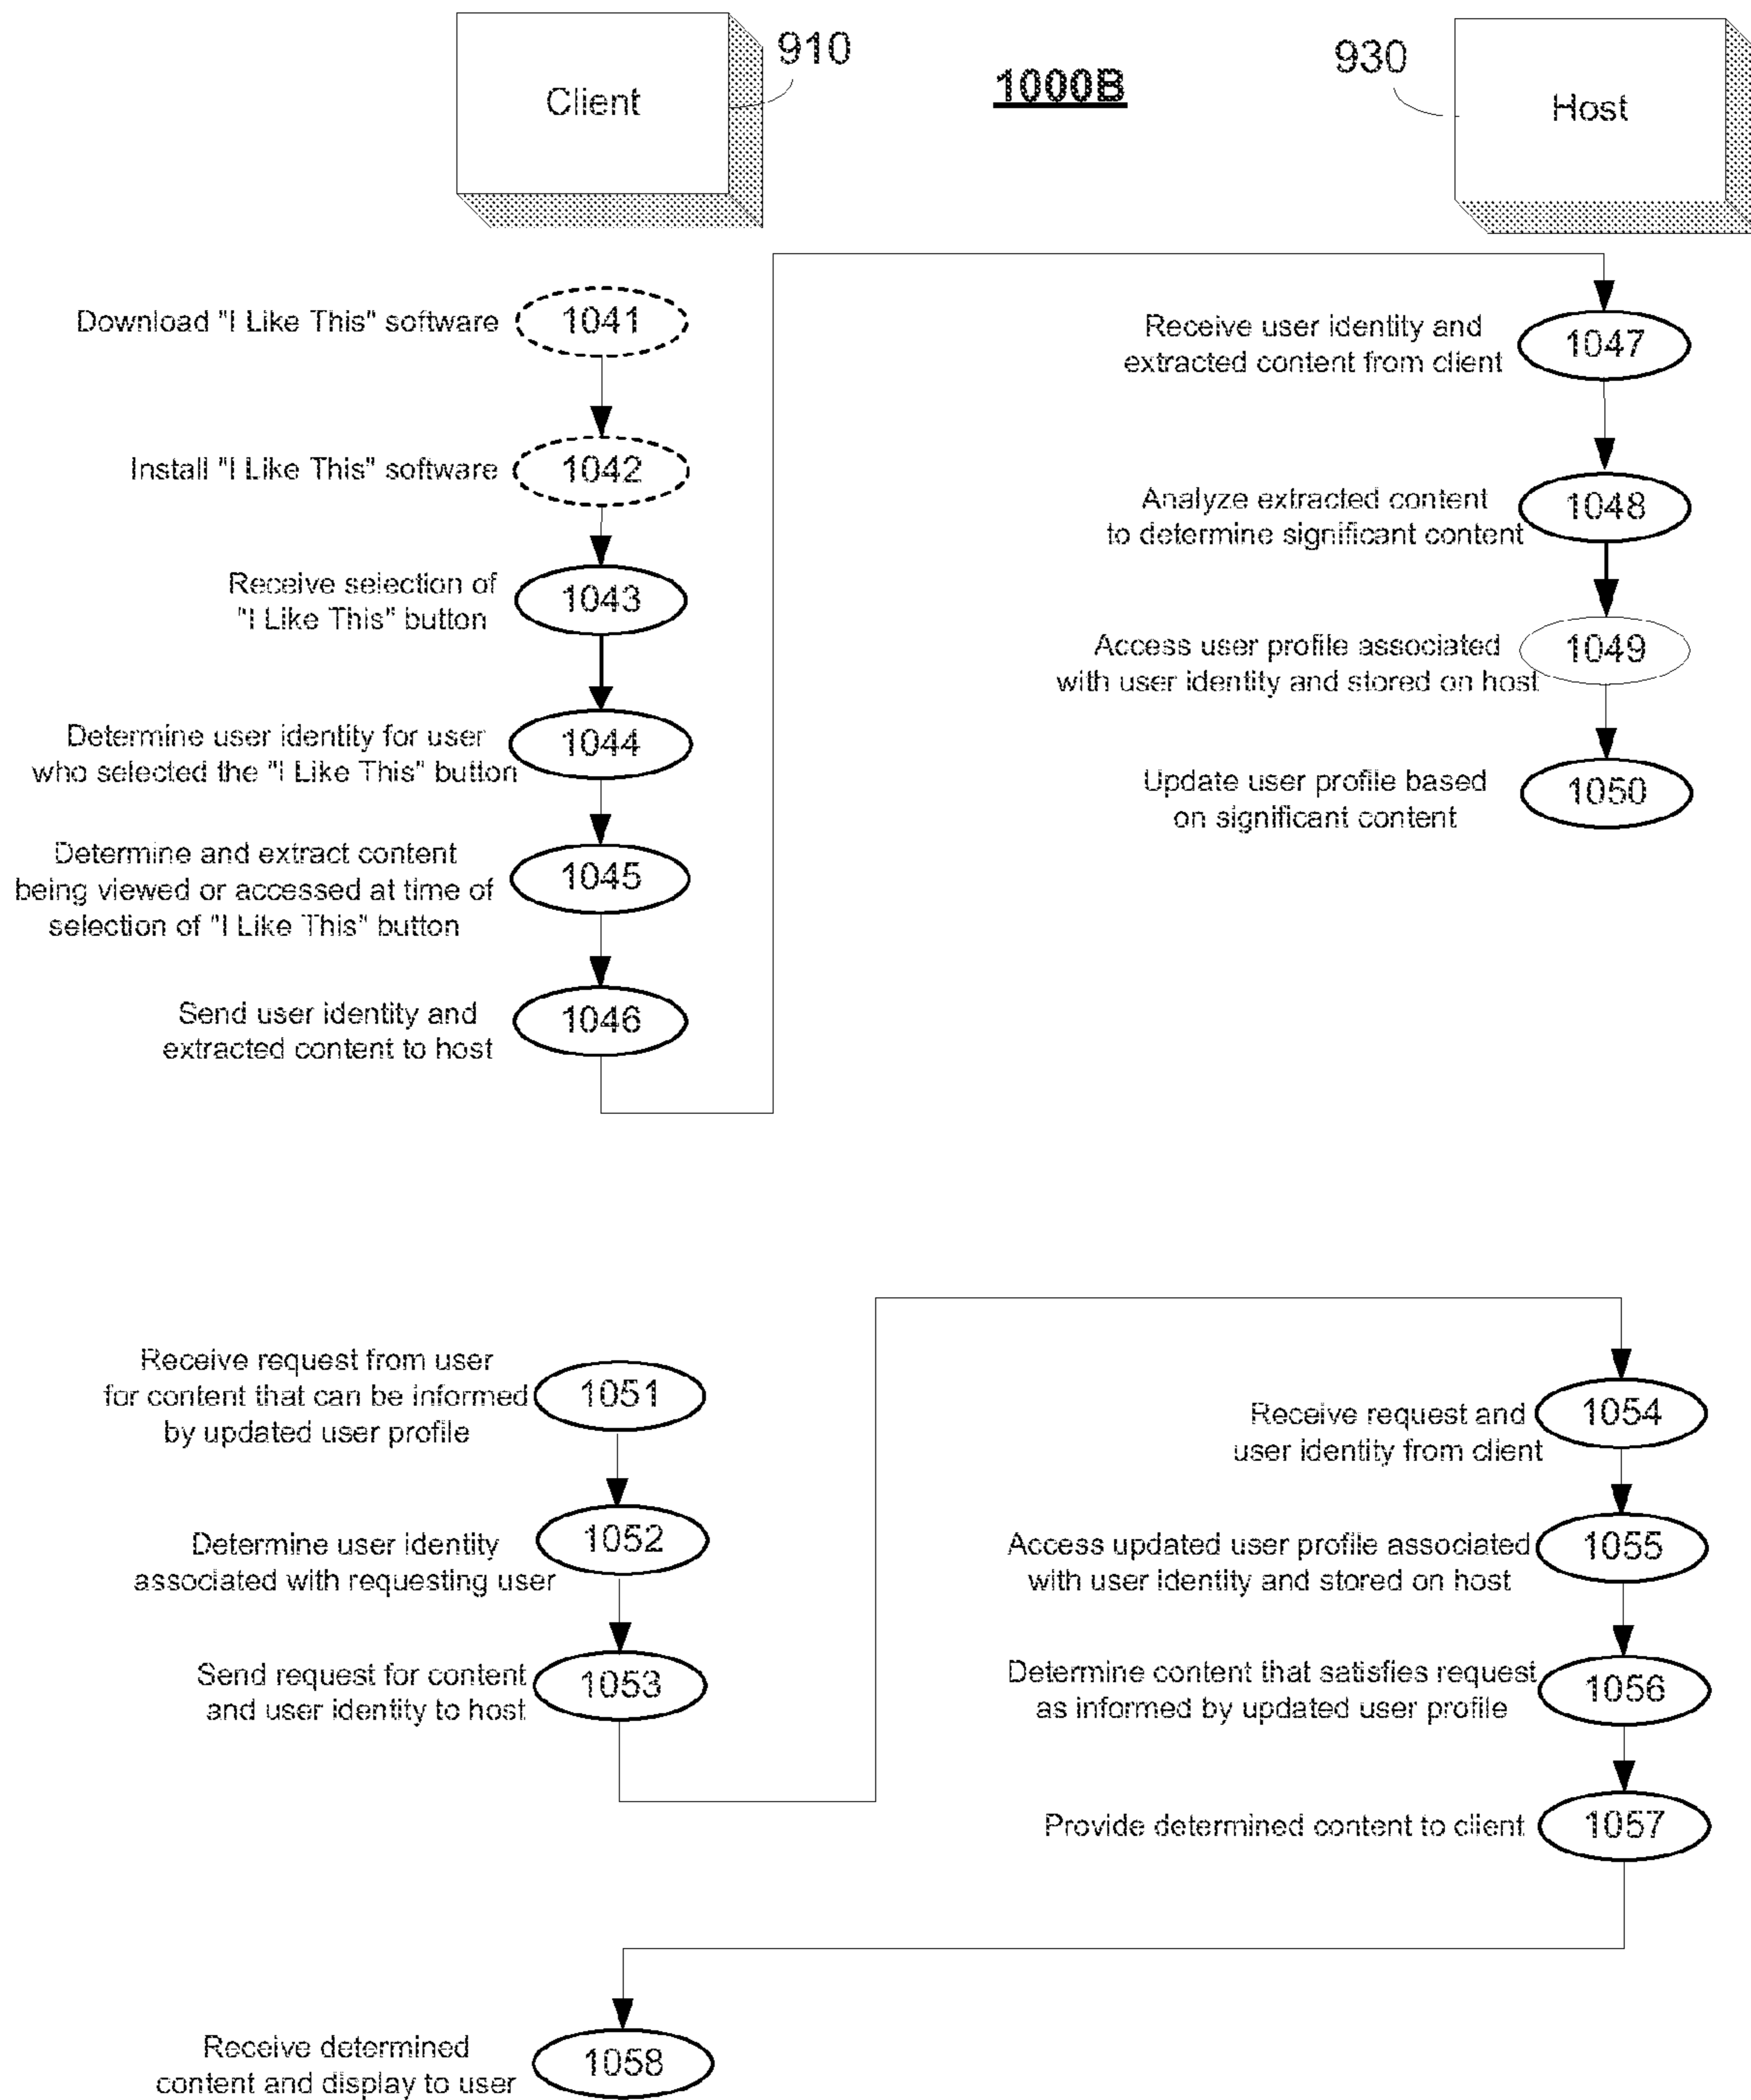 Client
910
1000B
930
Host
Download "I Like This" software
1041
Install "I Like This" software
1042
Receive selection of
"I Like This" button
1043
Determine user identity for user
who selected the "I Like This" button
1044
Determine and extract content
being viewed or accessed at time of
selection of "I Like This" button
1045
Send user identity and
extracted content to host
1046
Receive user identity and
extracted content from client
1047
Analyze extracted content
to determine significant content
1048
Access user profile associated
with user identity and stored on host
1049
Update user profile based
on significant content
1050
Receive request from user
for content that can be informed
by updated user profile
1051
Determine user identity
associated with requesting user
1052
Send request for content
and user identity to host
1053
Receive request and
user identity from client
1054
Access updated user profile associated
with user identity and stored on host
1055
Determine content that satisfies request
as informed by updated user profile
1056
Provide determined content to client
1057
Receive determined
content and display to user
1058